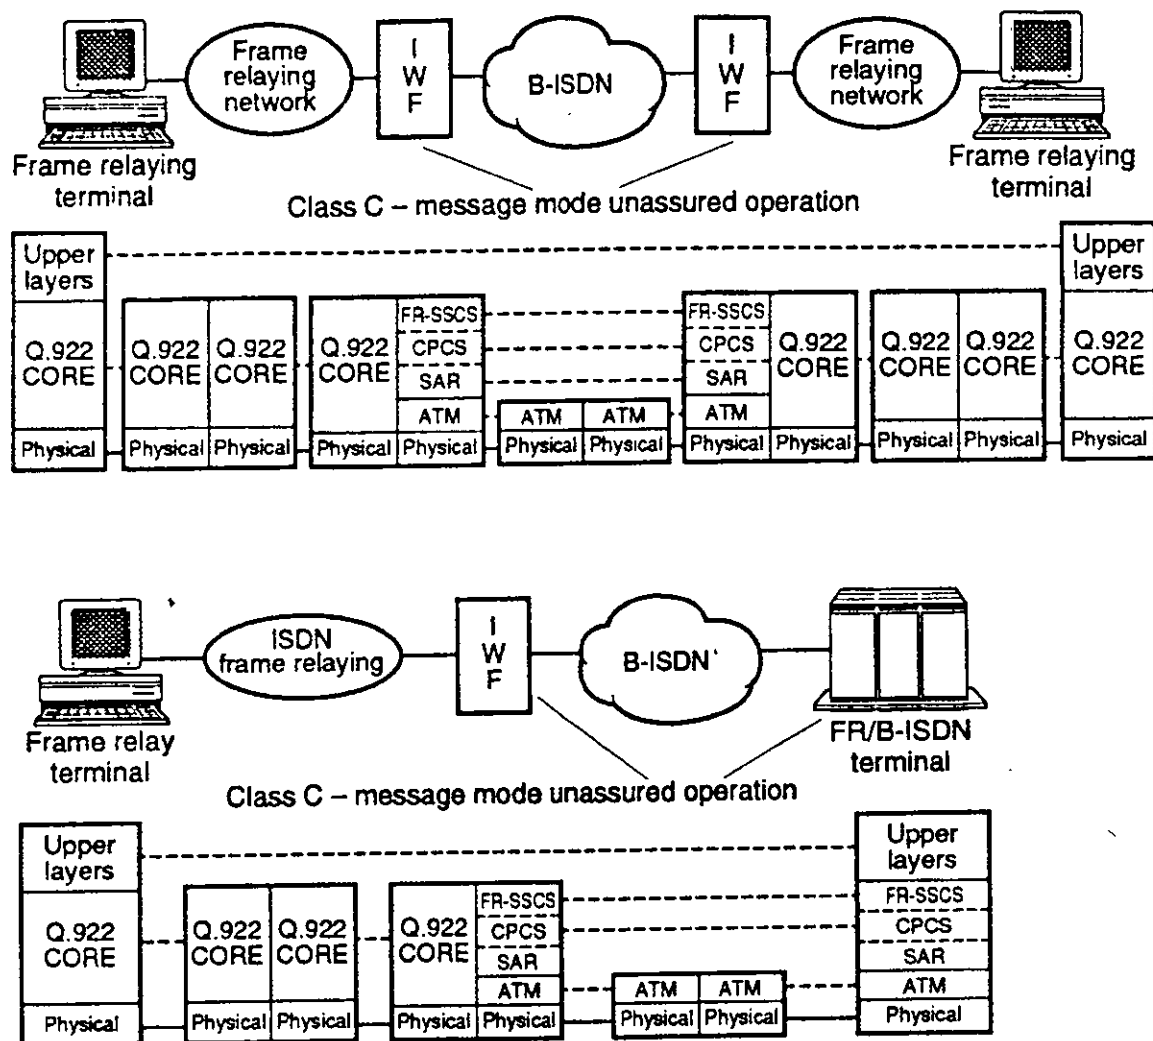 Frame
relaying
network
I
W
F
B-ISDN
I
W
F
Frame
relaying
network
Frame relaying
terminal
Frame relaying
terminal
Class C – message mode unassured operation
Upper
layers
Q.922
CORE
Physical
Q.922
CORE
Physical
Q.922
CORE
Physical
Q.922
CORE
Physical
FR-SSCS
CPCS
SAR
ATM
Physical
ATM
Physical
ATM
Physical
FR-SSCS
CPCS
SAR
ATM
Physical
Q.922
CORE
Physical
Q.922
CORE
Physical
Q.922
CORE
Physical
Upper
layers
Q.922
CORE
Physical
ISDN
frame relaying
I
W
F
B-ISDN
Frame relay
terminal
FR/B-ISDN
terminal
Class C – message mode unassured operation
Upper
layers
Q.922
CORE
Physical
Q.922
CORE
Physical
Q.922
CORE
Physical
Q.922
CORE
Physical
FR-SSCS
CPCS
SAR
ATM
Physical
ATM
Physical
ATM
Physical
Upper
layers
FR-SSCS
CPCS
SAR
ATM
Physical